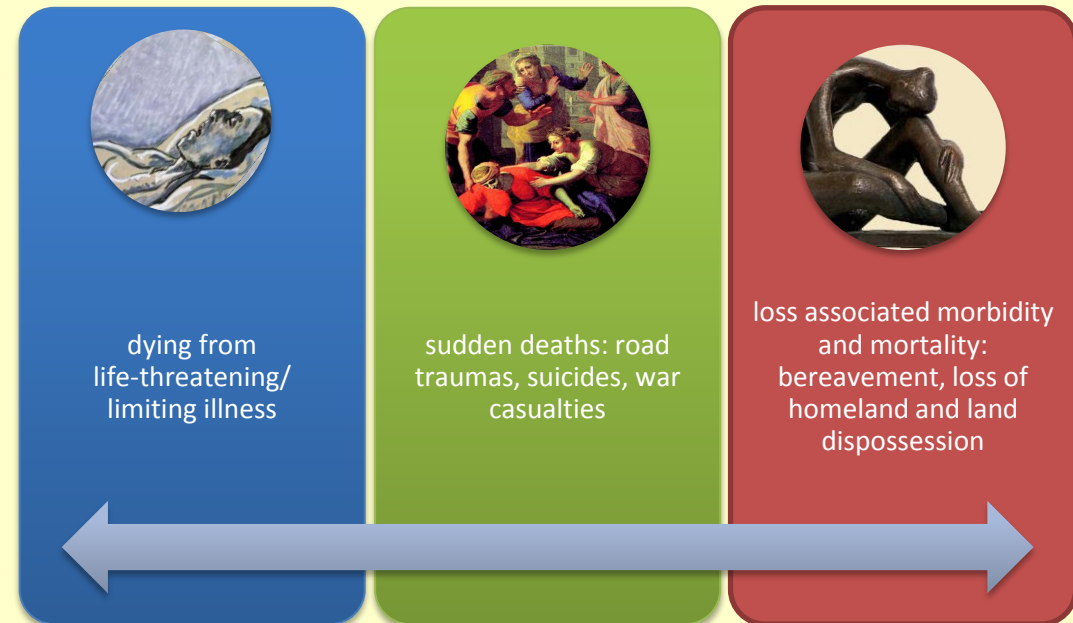 dying from
life-threatening/
limiting illness
sudden deaths: road
traumas, suicides, war
casualties
loss associated morbidity
and mortality:
bereavement, loss of
homeland and land
dispossession